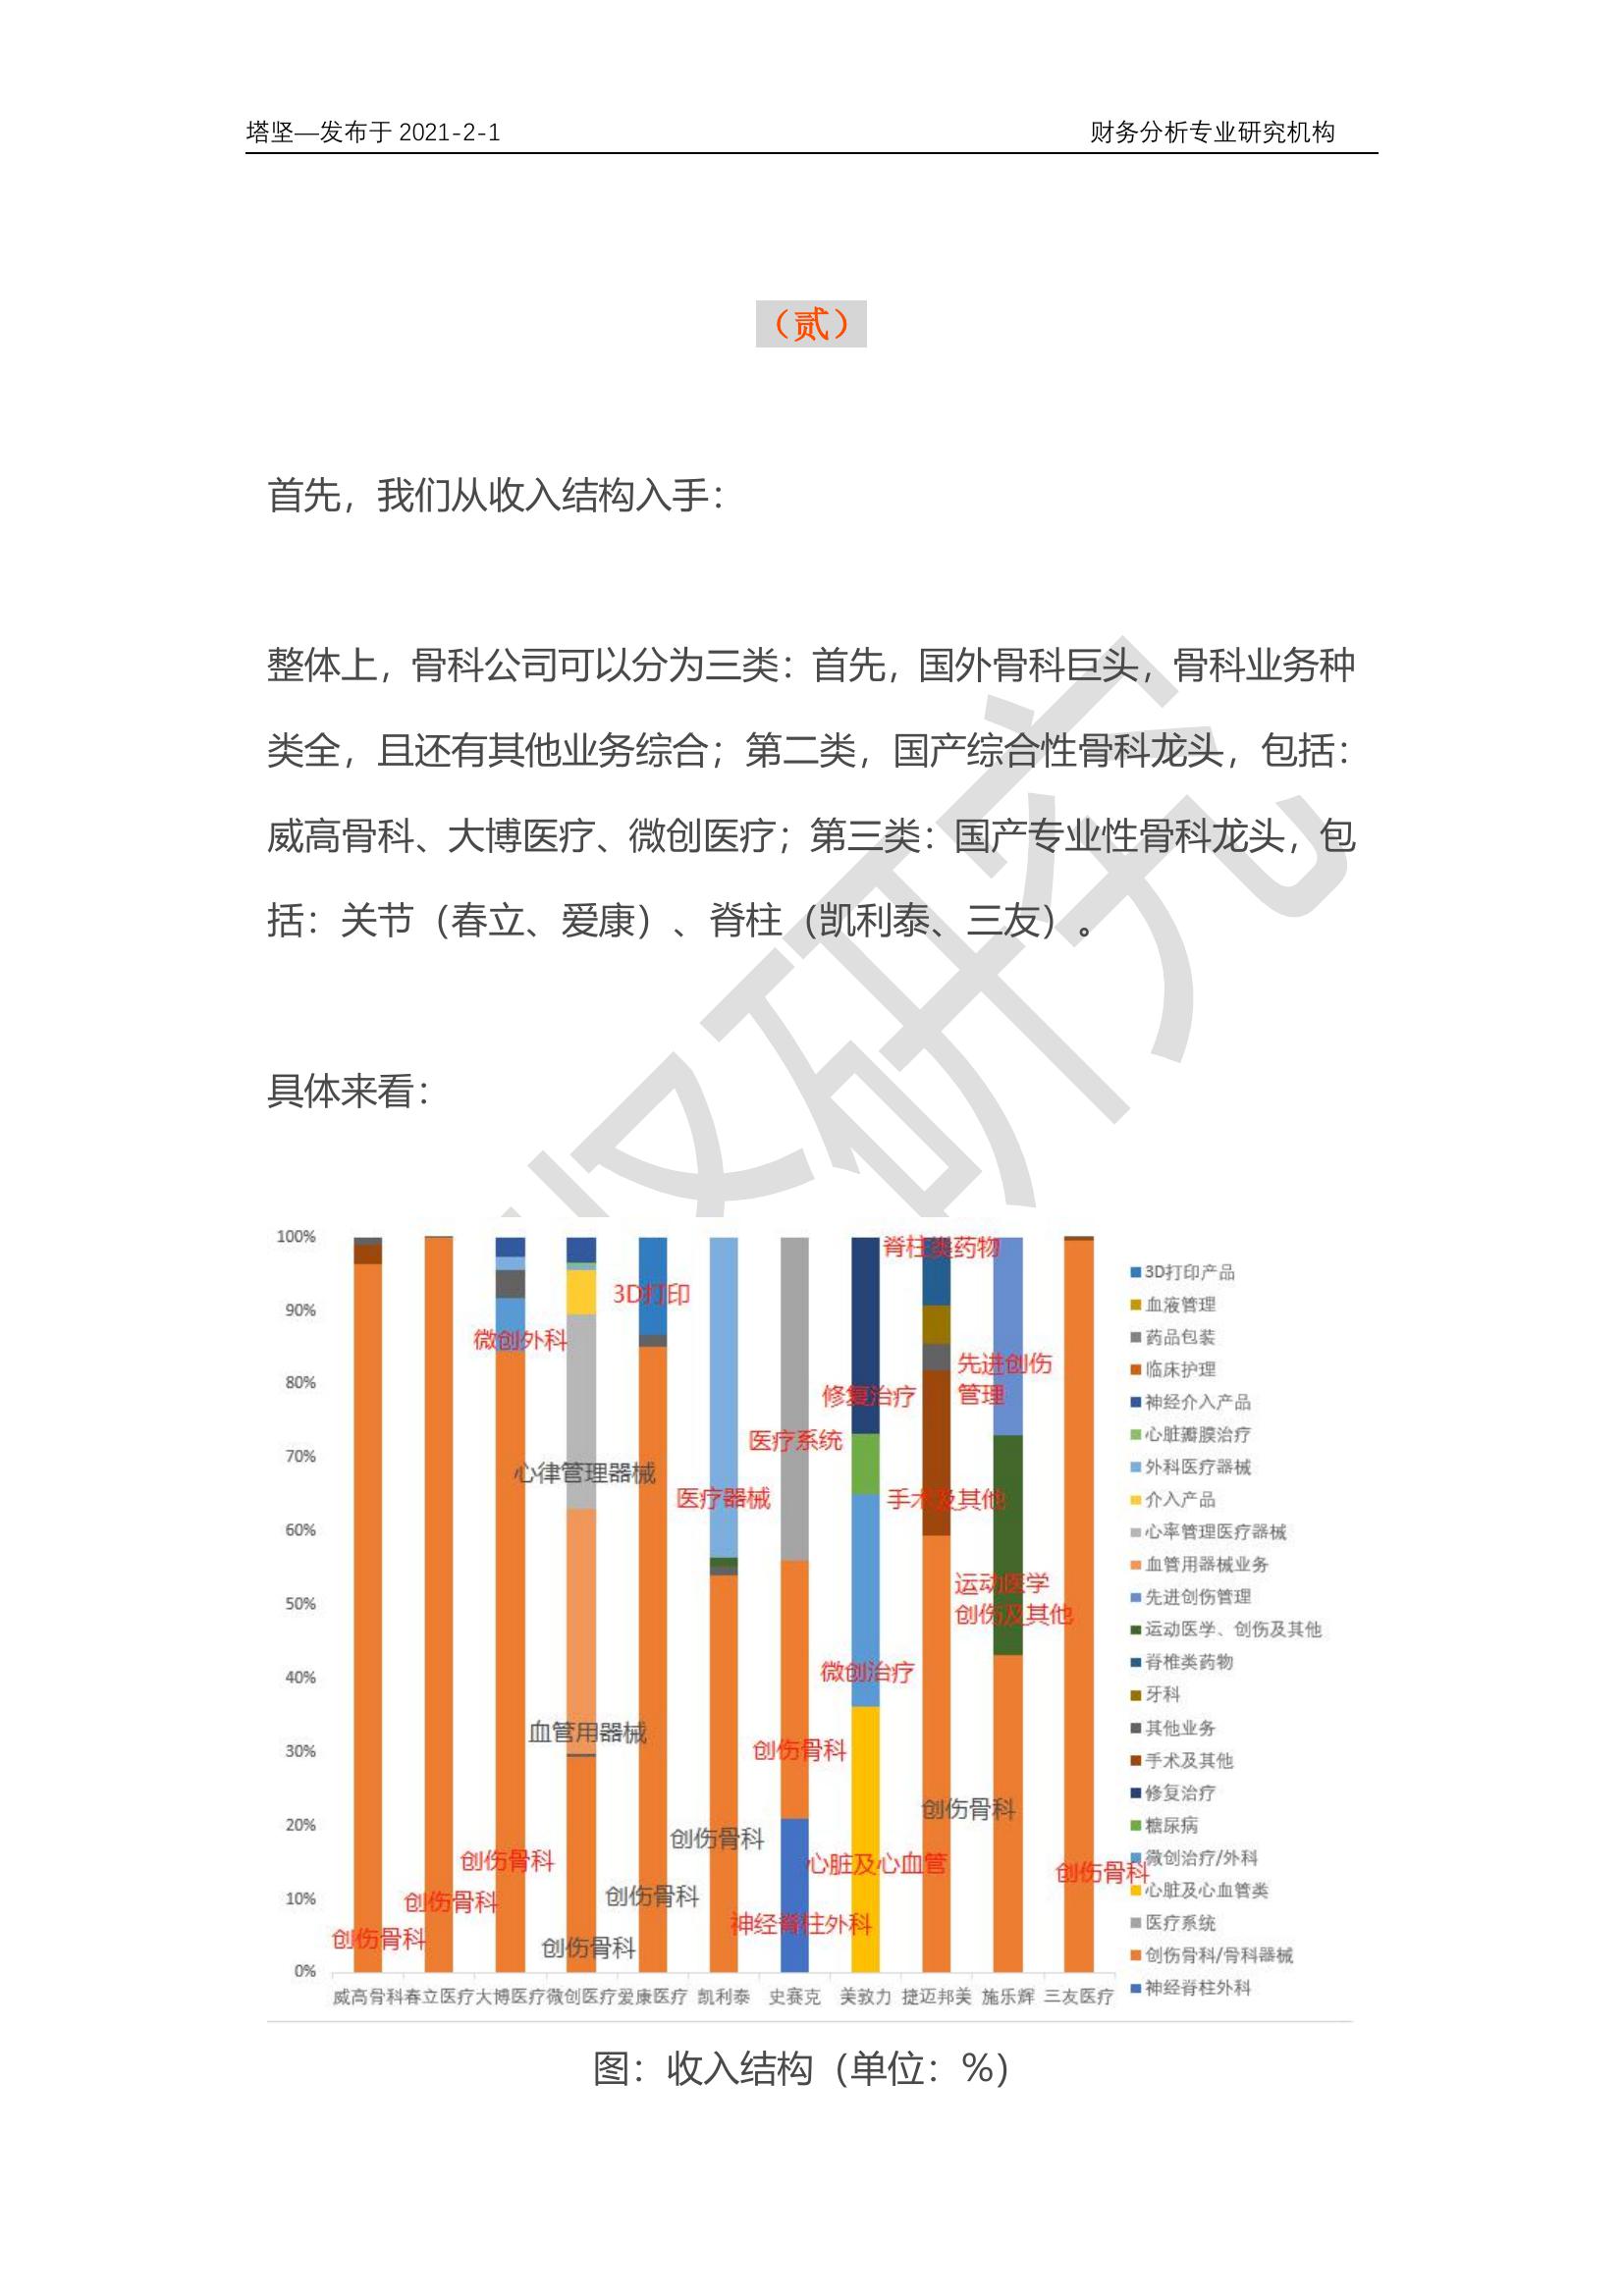 塔坚—发布于 2021-2-1 财务分析专业研究机构
（贰）
首先，我们从收入结构入手：
整体上，骨科公司可以分为三类：首先，国外骨科巨头，骨科业务种
类全，且还有其他业务综合；第二类，国产综合性骨科龙头，包括：
威高骨科、大博医疗、微创医疗；第三类：国产专业性骨科龙头，包
括：关节（春立、爱康）、脊柱（凯利泰、三友）。
具体来看：
100%
90%
80%
70%
60%
50%
40%
30%
20%
10%
0%
脊柱类药物
3D打印
微创外科
先进创伤
管理
修复治疗
医疗系统
心律管理器械
医疗器械
手术及其他
运动医学
创伤及其他
微创治疗
血管用器械
创伤骨科
创伤骨科
创伤骨科
创伤骨科
心脏及心血管
创伤骨科
创伤骨科
创伤骨科
神经脊柱外科
创伤骨科
创伤骨科
创伤骨科
威高骨科 春立医疗 大博医疗 微创医疗 爱康医疗 凯利泰 史赛克 美敦力 捷迈邦美 施乐辉 三友医疗
3D打印产品
血液管理
药品包装
临床护理
神经介入产品
心脏瓣膜治疗
外科医疗器械
介入产品
心率管理医疗器械
血管用器械业务
先进创伤管理
运动医学、创伤及其他
脊椎类药物
牙科
其他业务
手术及其他
修复治疗
糖尿病
微创治疗/外科
心脏及心血管类
医疗系统
创伤骨科/骨科器械
神经脊柱外科
图：收入结构（单位：%）
研究